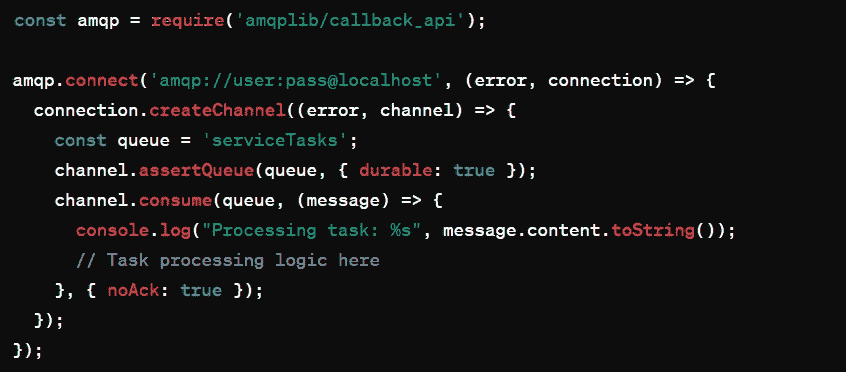 const amqp = require('amqplib/callback_api');
amqp.connect('amqp://user:pass@localhost', (error, connection) => {
  connection.createChannel((error, channel) => {
    const queue = 'serviceTasks';
    channel.assertQueue(queue, { durable: true });
    channel.consume(queue, (message) => {
      console.log("Processing task: %s", message.content.toString());
      // Task processing logic here
    }, { noAck: true });
  });
});